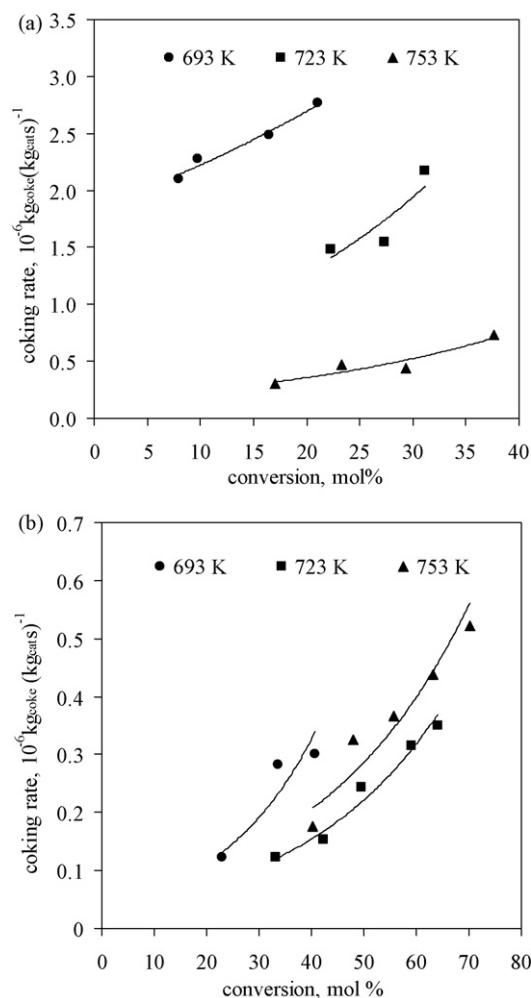 (a)
● 693 K ■ 723 K ▲ 753 K
3.5
3.0
2.5
2.0
1.5
1.0
0.5
0.0
coking rate, 10⁻⁶kgcoke(kgcats)⁻¹
0 5 10 15 20 25 30 35 40
conversion, mol%
(b)
● 693 K ■ 723 K ▲ 753 K
0.7
0.6
0.5
0.4
0.3
0.2
0.1
0
coking rate, 10⁻⁶kgcoke (kgcats)⁻¹
0 10 20 30 40 50 60 70 80
conversion, mol %